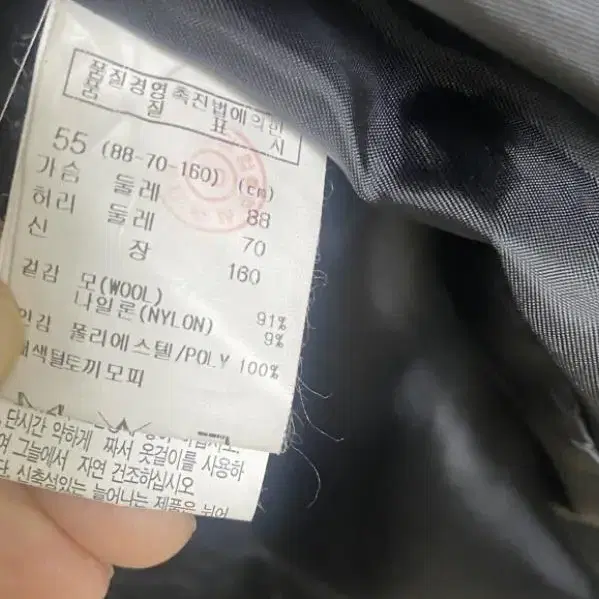 품질경영촉진법에 의한
품 질 표 시
55 (88-70-160) (cm)
가슴 둘레 88
허리 둘레 70
신 장 160
겉감 모(WOOL) 91%
나일론(NYLON) 9%
안감 폴리에스텔/POLY 100%
배색털토끼모피
단시간 약하게 짜서 옷걸이를 사용하
여 그늘에서 자연 건조하십시오
신축성있는 늘어나는 제품은 뉘어